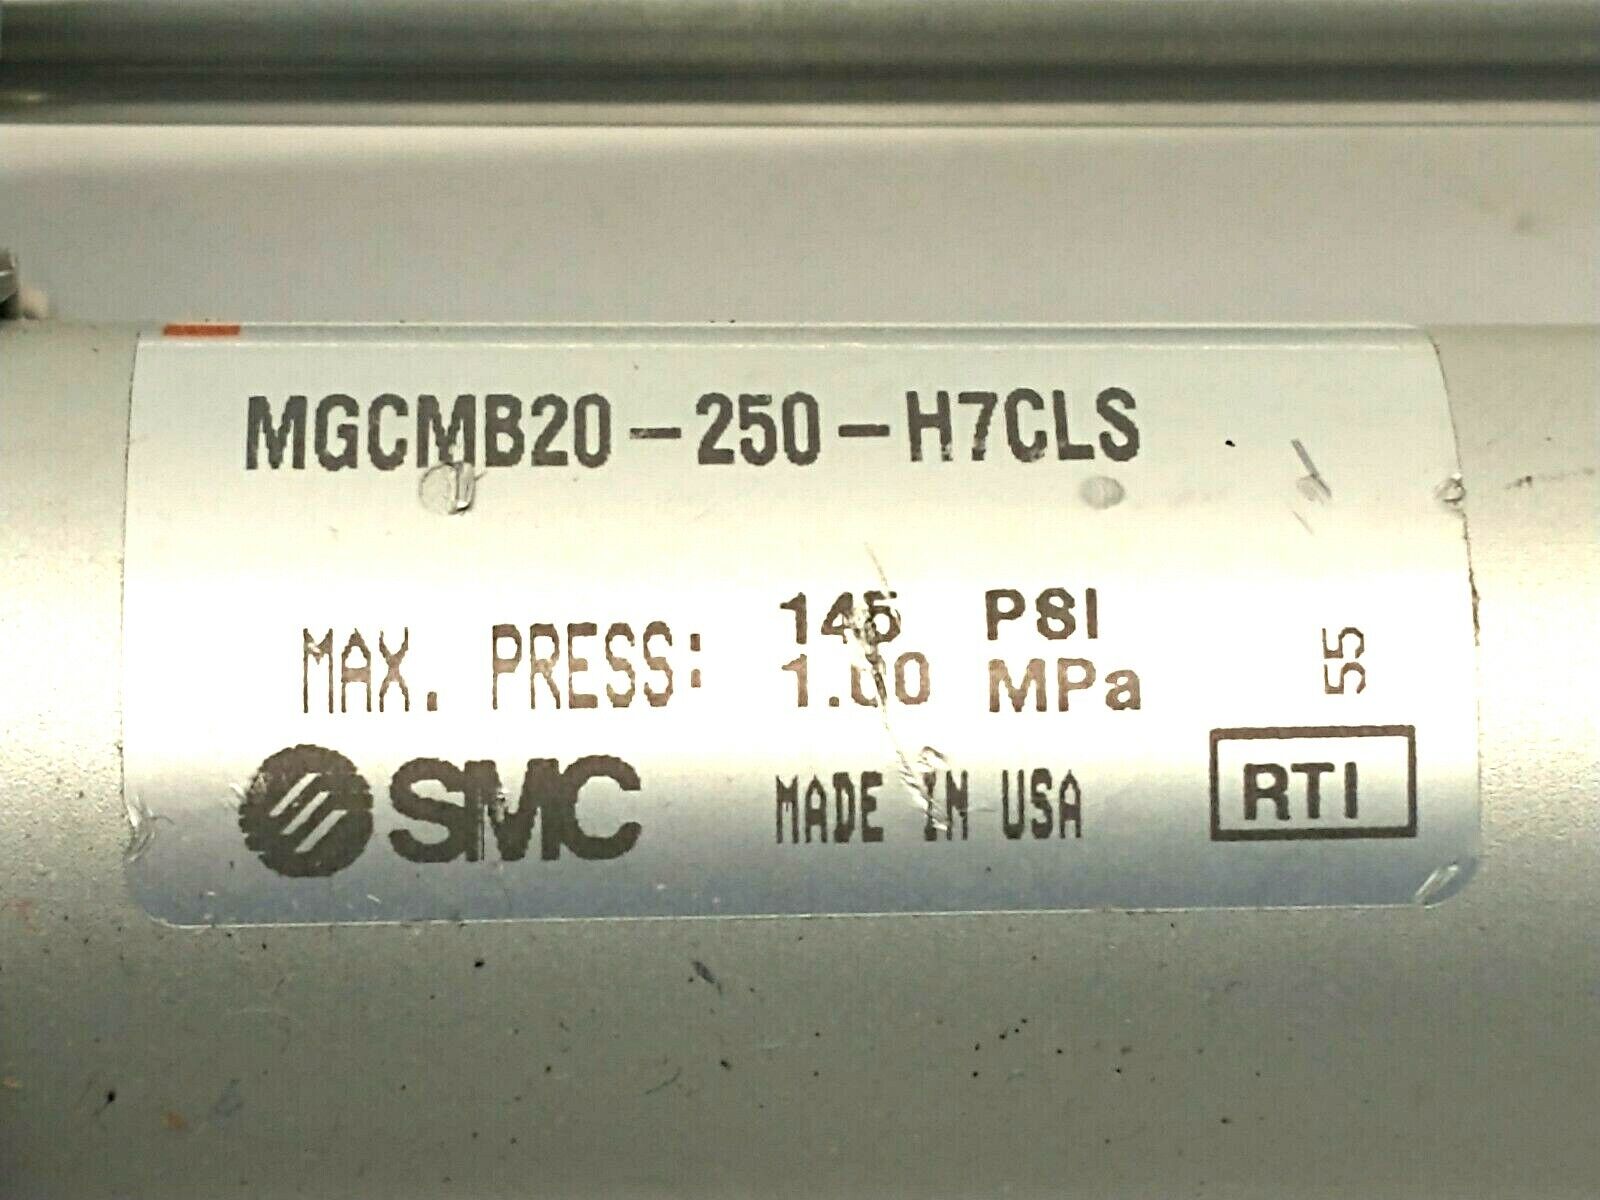 MGCMB20-250-H7CLS
MAX. PRESS: 145 PSI
1.00 MPa
55
SMC MADE IN USA RTI